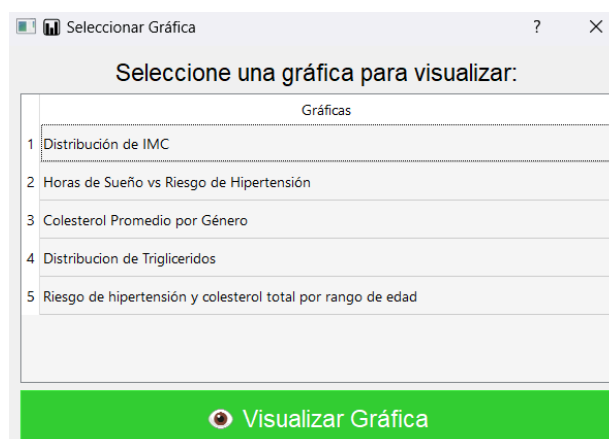 Seleccionar Gráfica ?
Seleccione una gráfica para visualizar:
Gráficas
1 Distribución de IMC
2 Horas de Sueño vs Riesgo de Hipertensión
3 Colesterol Promedio por Género
4 Distribucion de Trigliceridos
5 Riesgo de hipertensión y colesterol total por rango de edad
Visualizar Gráfica